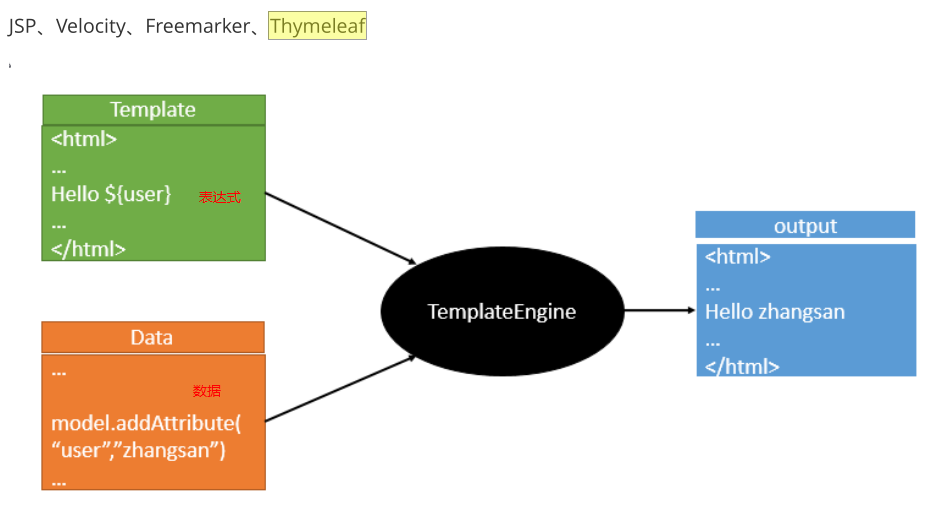 JSP、Velocity、Freemarker、Thymeleaf
、
Template
<html>
...
Hello ${user} 表达式
...
</html>
Data
...
数据
model.addAttribute(
“user”,”zhangsan”)
...
TemplateEngine
output
<html>
...
Hello zhangsan
...
</html>